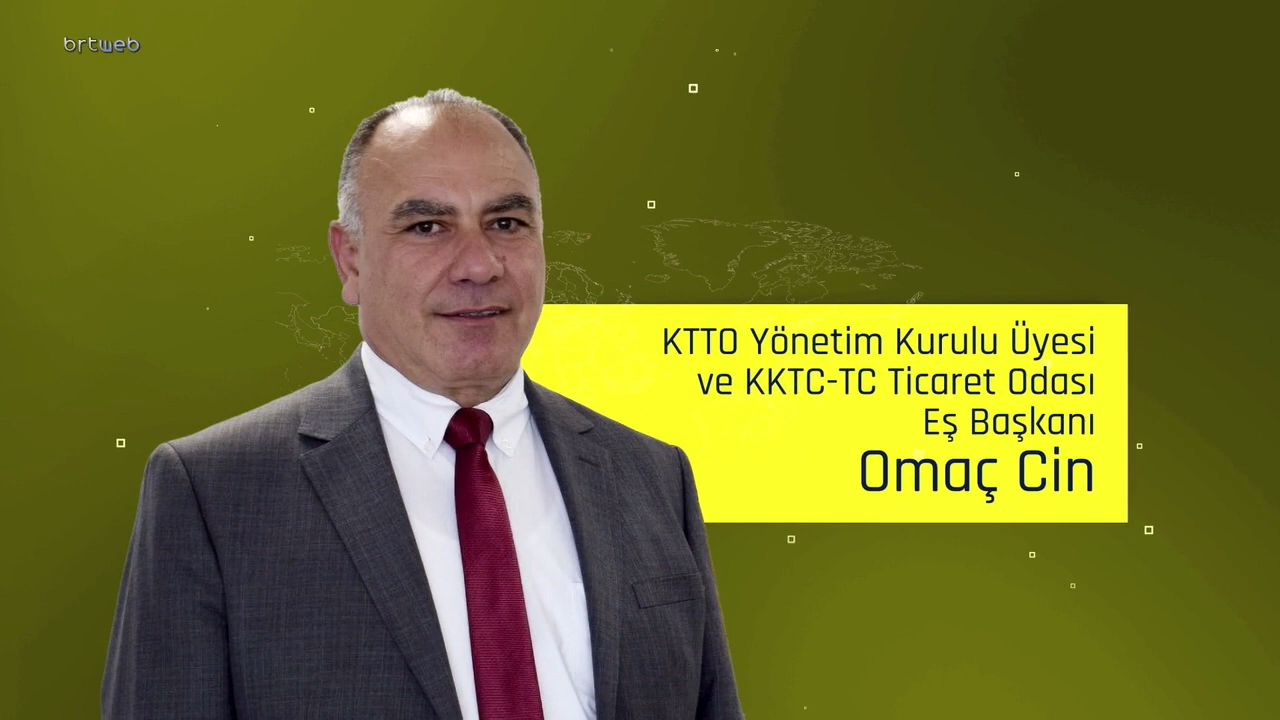 brtweb
KTTO Yönetim Kurulu Üyesi
ve KKTC-TC Ticaret Odası
Eş Başkanı
Omaç Cin